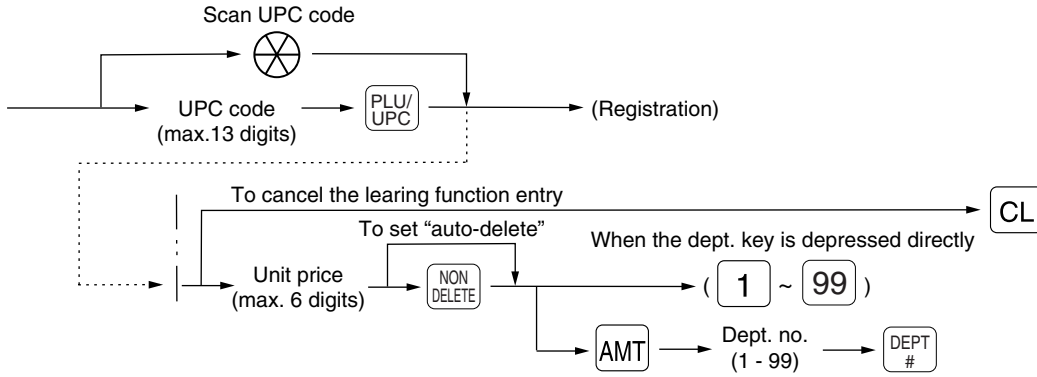 Scan UPC code
UPC code
(max.13 digits)
PLU/
UPC
(Registration)
To cancel the learing function entry
CL
To set “auto-delete”
When the dept. key is depressed directly
Unit price
(max. 6 digits)
NON
DELETE
( 1 ~ 99 )
AMT
Dept. no.
(1 - 99)
DEPT
#